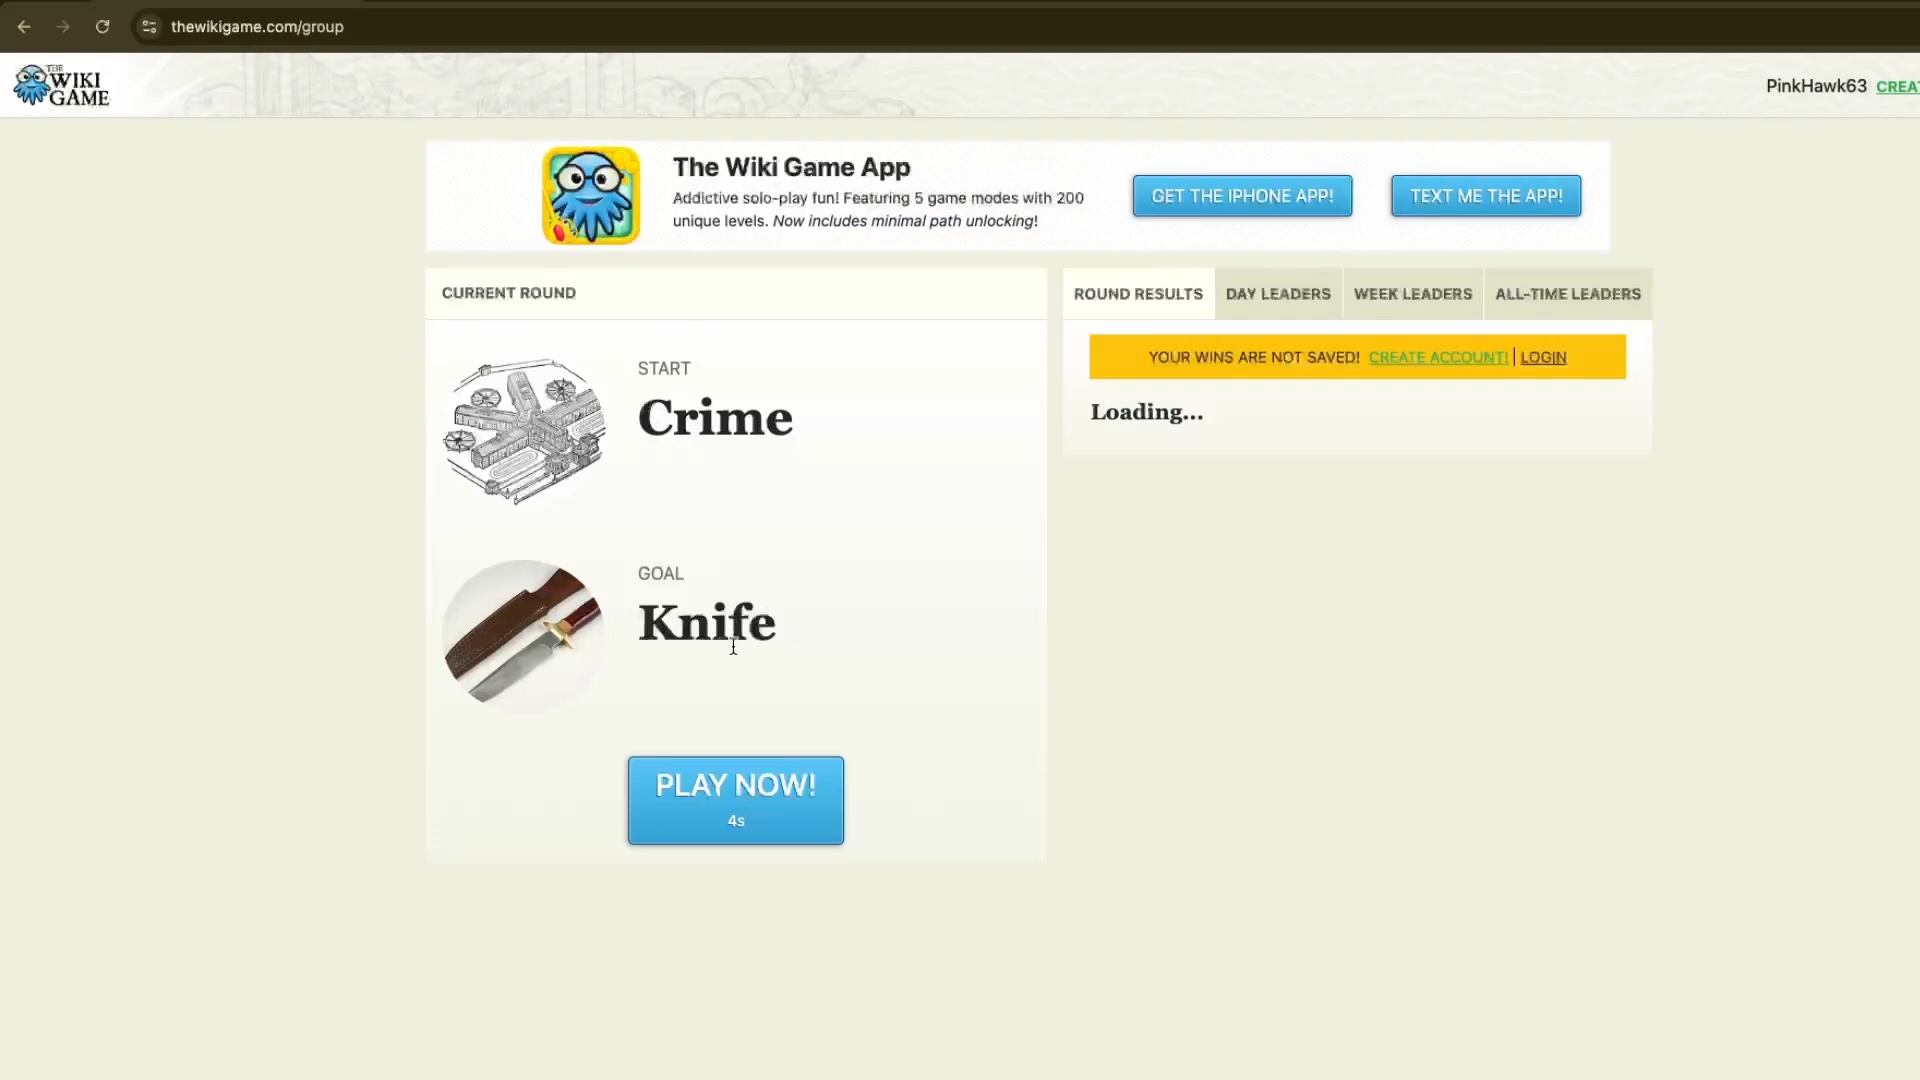 thewikigame.com/group
THE
WIKI
GAME
PinkHawk63 CREAT
The Wiki Game App
Addictive solo-play fun! Featuring 5 game modes with 200
unique levels. Now includes minimal path unlocking!
GET THE IPHONE APP!
TEXT ME THE APP!
CURRENT ROUND
START
Crime
GOAL
Knife
PLAY NOW!
4s
ROUND RESULTS
DAY LEADERS
WEEK LEADERS
ALL-TIME LEADERS
YOUR WINS ARE NOT SAVED! CREATE ACCOUNT! | LOGIN
Loading...